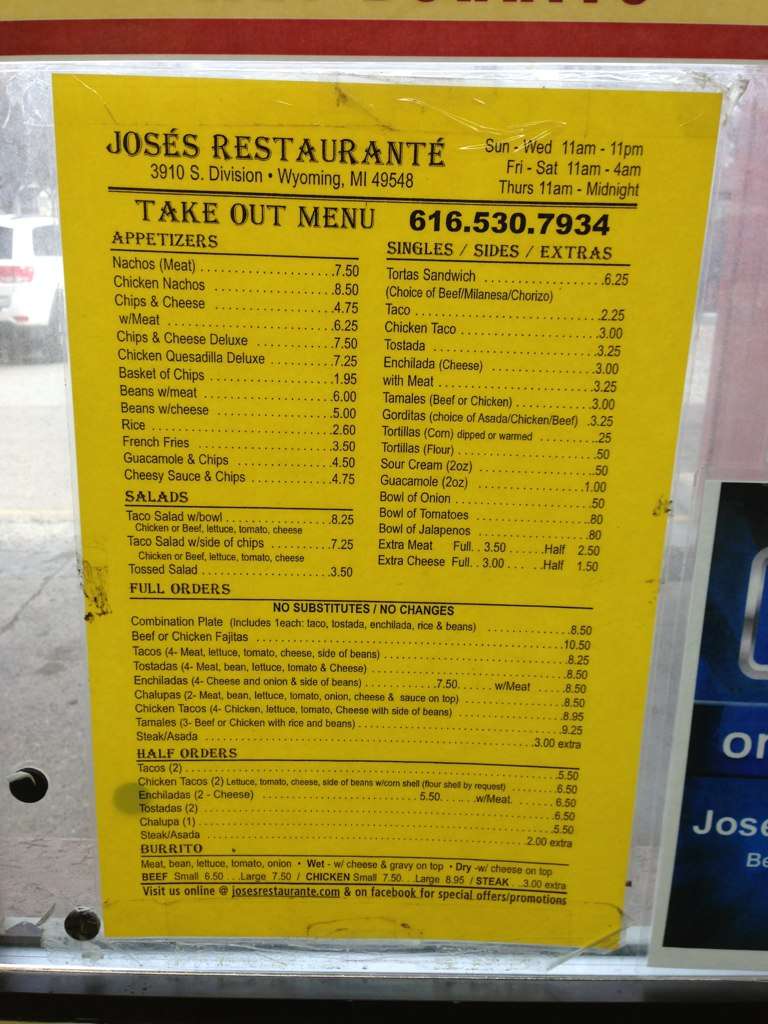 JOSÉS RESTAURANTÉ
3910 S. Division • Wyoming, MI 49548
Sun - Wed 11am - 11pm
Fri - Sat 11am - 4am
Thurs 11am - Midnight
TAKE OUT MENU 616.530.7934
APPETIZERS
Nachos (Meat) 7.50
Chicken Nachos 8.50
Chips & Cheese 4.75
w/Meat 6.25
Chips & Cheese Deluxe 7.50
Chicken Quesadilla Deluxe 7.25
Basket of Chips 1.95
Beans w/meat 6.00
Beans w/cheese 5.00
Rice 2.60
French Fries 3.50
Guacamole & Chips 4.50
Cheesy Sauce & Chips 4.75
SALADS
Taco Salad w/bowl 8.25
Chicken or Beef, lettuce, tomato, cheese
Taco Salad w/side of chips 7.25
Chicken or Beef, lettuce, tomato, cheese
Tossed Salad 3.50
SINGLES / SIDES / EXTRAS
Tortas Sandwich 6.25
(Choice of Beef/Milanesa/Chorizo)
Taco 2.25
Chicken Taco 3.00
Tostada 3.25
Enchilada (Cheese) 3.00
with Meat 3.25
Tamales (Beef or Chicken) 3.00
Gorditas (choice of Asada/Chicken/Beef) .3.25
Tortillas (Corn) dipped or warmed .25
Tortillas (Flour) .50
Sour Cream (2oz) .50
Guacamole (2oz) 1.00
Bowl of Onion .50
Bowl of Tomatoes .80
Bowl of Jalapenos .80
Extra Meat Full. . 3.50 . . . . . .Half 2.50
Extra Cheese Full. . 3.00 . . . . . .Half 1.50
FULL ORDERS
NO SUBSTITUTES / NO CHANGES
Combination Plate (Includes 1each: taco, tostada, enchilada, rice & beans) 8.50
Beef or Chicken Fajitas 10.50
Tacos (4- Meat, lettuce, tomato, cheese, side of beans) 8.25
Tostadas (4- Meat, bean, lettuce, tomato & Cheese) 8.50
Enchiladas (4- Cheese and onion & side of beans) 7.50 w/Meat 8.50
Chalupas (2- Meat, bean, lettuce, tomato, onion, cheese & sauce on top) 8.50
Chicken Tacos (4- Chicken, lettuce, tomato, Cheese with side of beans) 8.95
Tamales (3- Beef or Chicken with rice and beans) 9.25
Steak/Asada 3.00 extra
HALF ORDERS
Tacos (2) 5.50
Chicken Tacos (2) Lettuce, tomato, cheese, side of beans w/corn shell (flour shell by request) 6.50
Enchiladas (2 - Cheese) 5.50 w/Meat 6.50
Tostadas (2) 6.50
Chalupa (1) 5.50
Steak/Asada 2.00 extra
BURRITO
Meat, bean, lettuce, tomato, onion • Wet - w/ cheese & gravy on top • Dry -w/ cheese on top
BEEF Small 6.50 . . .Large 7.50 / CHICKEN Small 7.50. . .Large 8.95 / STEAK . .3.00 extra
Visit us online @ josesrestaurante.com & on facebook for special offers/promotions
or
Jose
Be